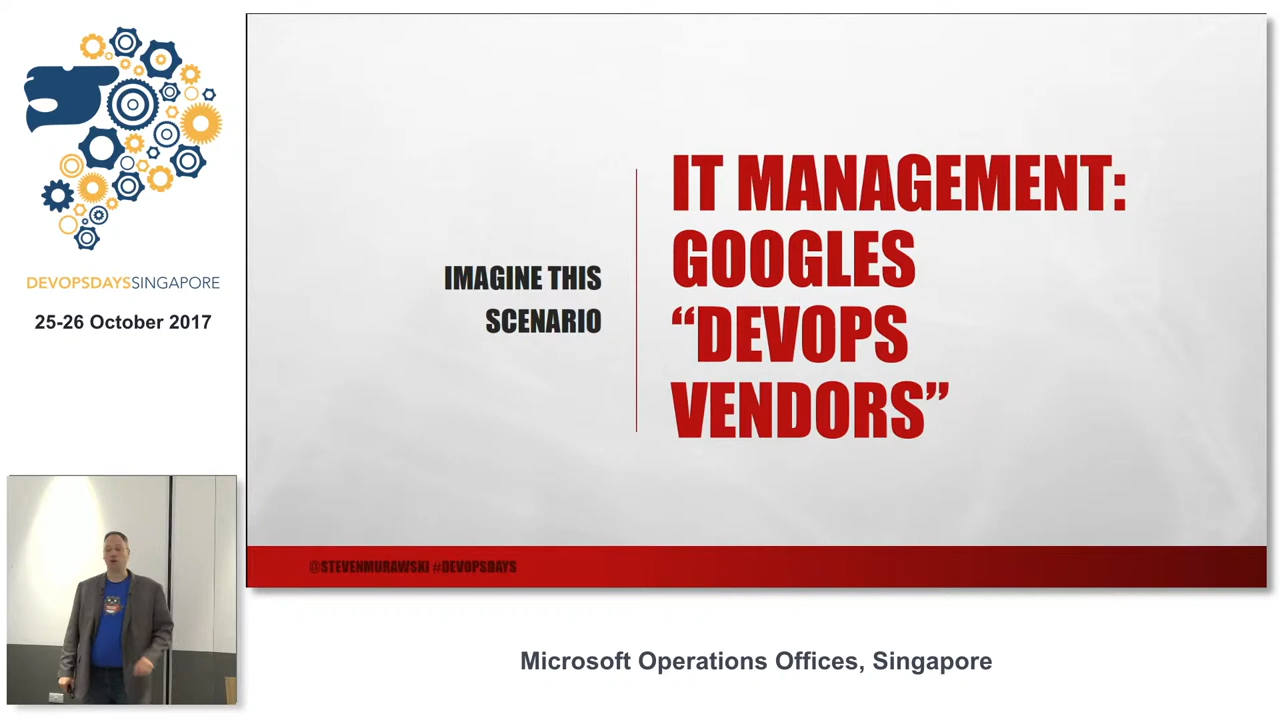 DEVOPSDAYSSINGAPORE
25-26 October 2017
IMAGINE THIS
SCENARIO
IT MANAGEMENT:
GOOGLES
“DEVOPS
VENDORS”
@STEVENMURAWSKI #DEVOPSDAYS
Microsoft Operations Offices, Singapore